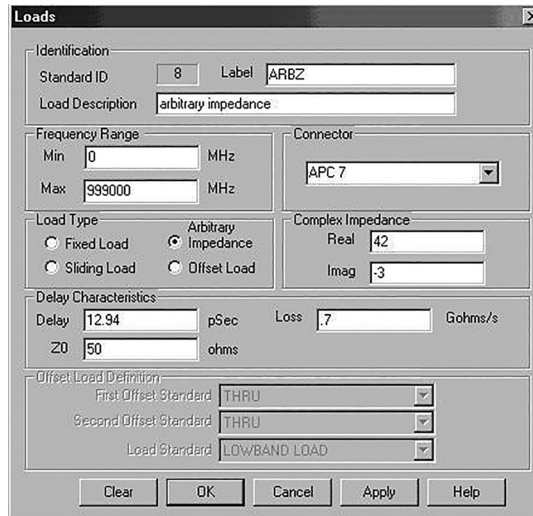 Loads
Identification
Standard ID 8 Label ARBZ
Load Description arbitrary impedance
Frequency Range
Min 0 MHz
Max 999000 MHz
Connector
APC 7
Load Type
Fixed Load
Arbitrary Impedance
Sliding Load
Offset Load
Complex Impedance
Real 42
Imag -3
Delay Characteristics
Delay 12.94 pSec Loss .7 Gohms/s
Z0 50 ohms
Offset Load Definition
First Offset Standard THRU
Second Offset Standard THRU
Load Standard LOWBAND LOAD
Clear OK Cancel Apply Help